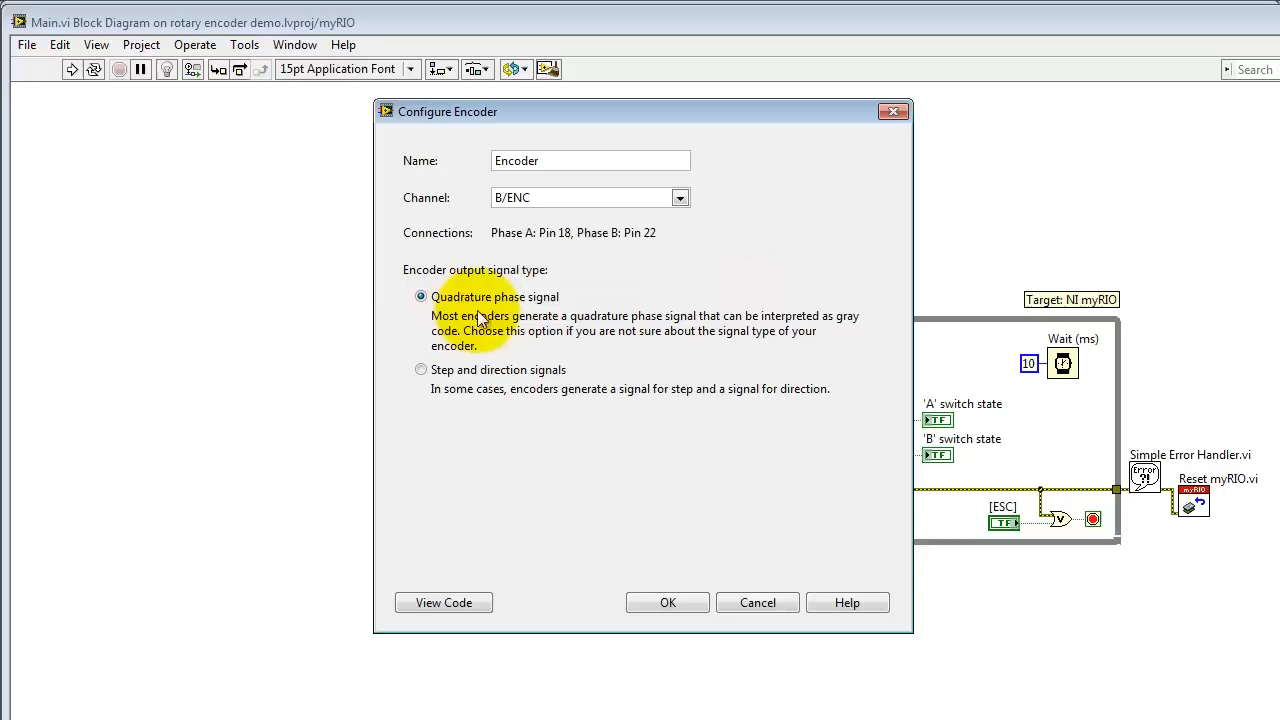 Main.vi Block Diagram on rotary encoder demo.lvproj/myRIO
File Edit View Project Operate Tools Window Help
15pt Application Font
Search
Configure Encoder
Name: Encoder
Channel: B/ENC
Connections: Phase A: Pin 18, Phase B: Pin 22
Encoder output signal type:
Quadrature phase signal
Most encoders generate a quadrature phase signal that can be interpreted as gray
code. Choose this option if you are not sure about the signal type of your
encoder.
Step and direction signals
In some cases, encoders generate a signal for step and a signal for direction.
View Code OK Cancel Help
Target: NI myRIO
Wait (ms)
10
'A' switch state
TF
'B' switch state
TF
Simple Error Handler.vi
Error
?!
Reset myRIO.vi
myRIO
[ESC]
TF
V